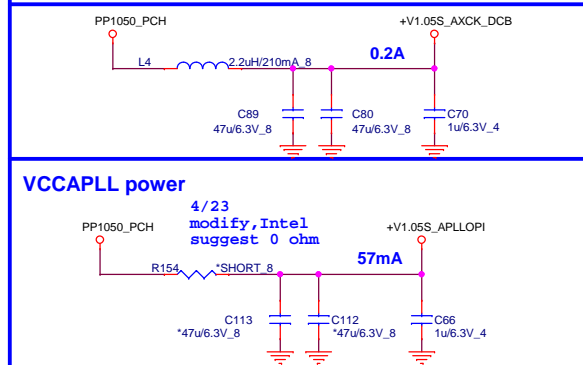 PP1050_PCH
+V1.05S_AXCK_DCB
0.2A
L4
2.2uH/210mA_8
C89
47u/6.3V_8
C80
47u/6.3V_8
C70
1u/6.3V_4
VCCAPLL power
4/23
modify,Intel
suggest 0 ohm
PP1050_PCH
+V1.05S_APLLOPI
57mA
R154
*SHORT_8
C113
*47u/6.3V_8
C112
*47u/6.3V_8
C66
1u/6.3V_4